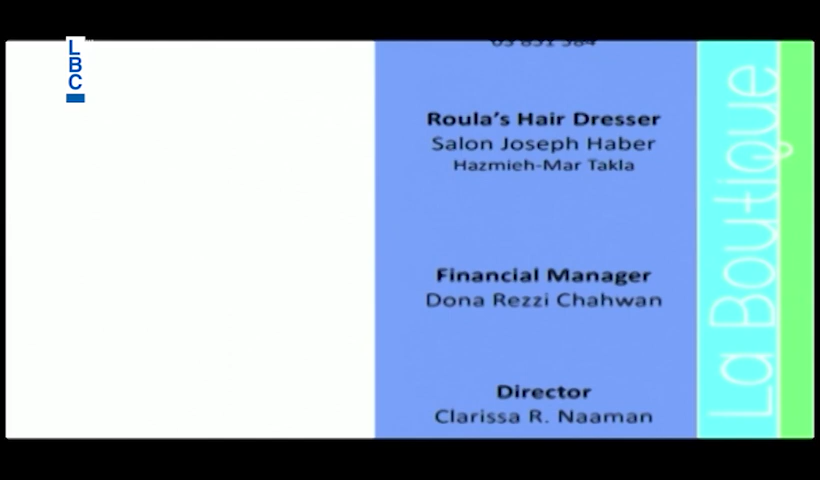 LBC
Roula's Hair Dresser
Salon Joseph Haber
Hazmieh-Mar Takla
Financial Manager
Dona Rezzi Chahwan
Director
Clarissa R. Naaman
La Boutique